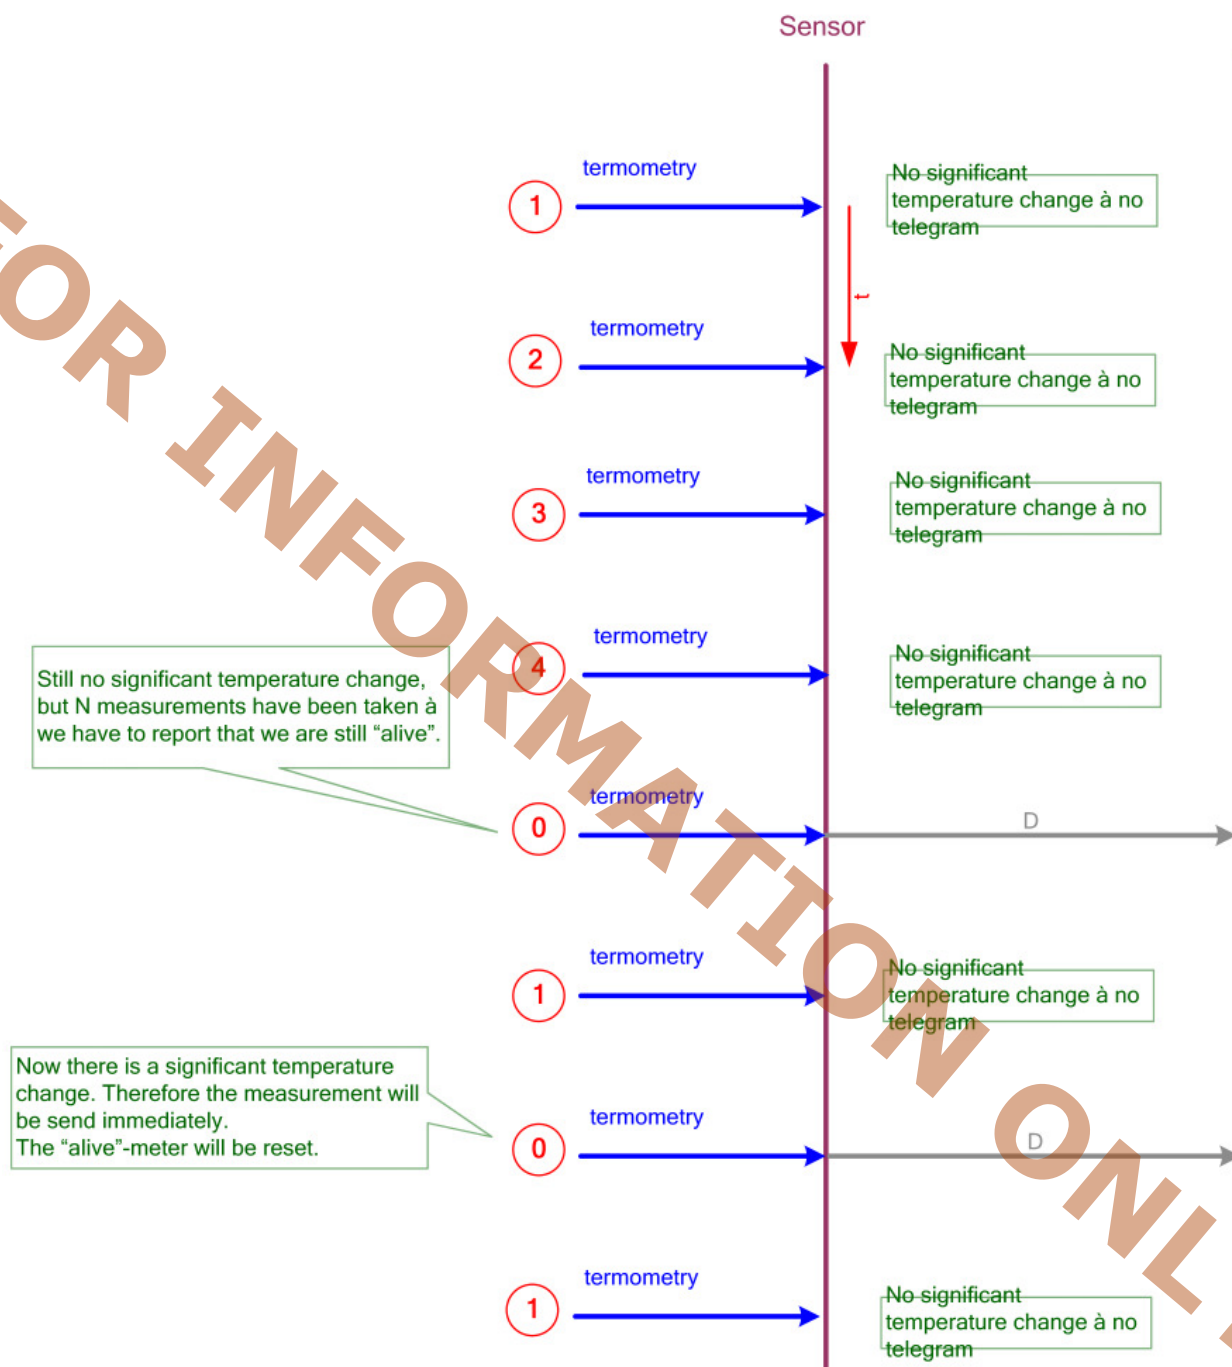 Sensor
termometry
1
No significant
temperature change à no
telegram
t
termometry
2
No significant
temperature change à no
telegram
termometry
3
No significant
temperature change à no
telegram
termometry
4
No significant
temperature change à no
telegram
Still no significant temperature change,
but N measurements have been taken à
we have to report that we are still “alive”.
termometry
0
D
termometry
1
No significant
temperature change à no
telegram
Now there is a significant temperature
change. Therefore the measurement will
be send immediately.
The “alive”-meter will be reset.
termometry
0
D
termometry
1
No significant
temperature change à no
telegram
FOR INFORMATION ONL